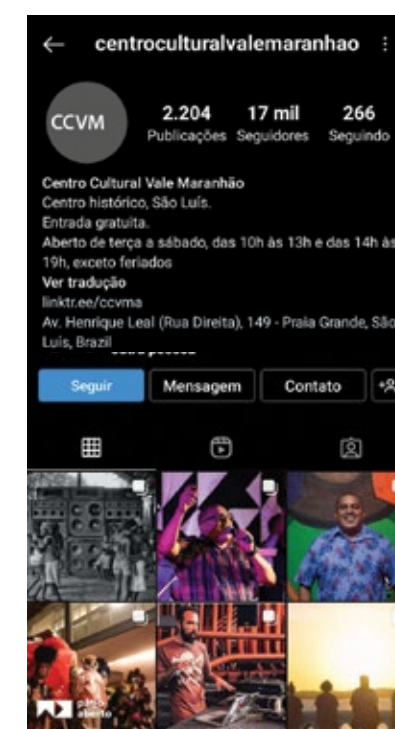 centroculturalvalemaranhao
CCVM
2.204 17 mil 266
Publicações Seguidores Seguindo
Centro Cultural Vale Maranhão
Centro histórico, São Luís.
Entrada gratuita.
Aberto de terça a sábado, das 10h às 13h e das 14h às
19h, exceto feriados
Ver tradução
linktr.ee/ccvma
Av. Henrique Leal (Rua Direita), 149 - Praia Grande, São
Luís, Brazil
Seguir Mensagem Contato
pátio
aberto